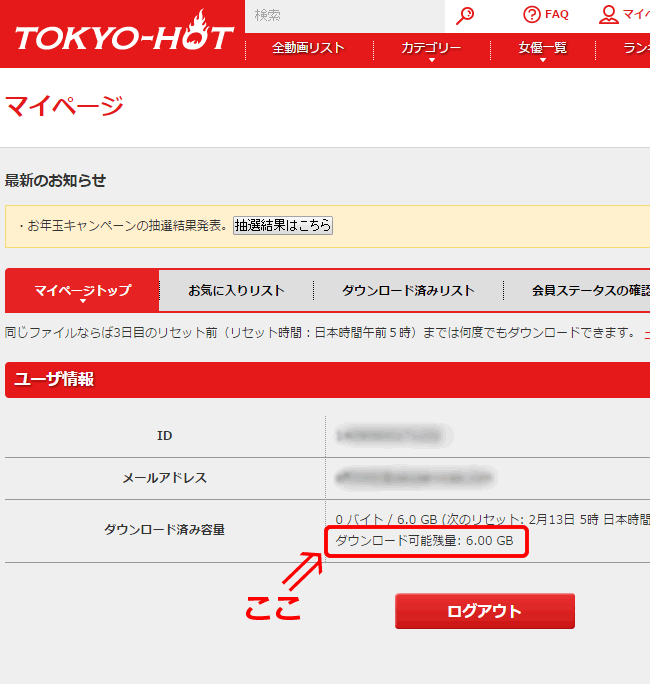 TOKYO-HOT
検索
FAQ
マイペ
全動画リスト
カテゴリー
女優一覧
ラン
マイページ
最新のお知らせ
・お年玉キャンペーンの抽選結果発表。抽選結果はこちら
マイページトップ
お気に入りリスト
ダウンロード済みリスト
会員ステータスの確認
同じファイルならば3日目のリセット前（リセット時間：日本時間午前５時）までは何度でもダウンロードできます。
ユーザ情報
ID
メールアドレス
ダウンロード済み容量
0 バイト / 6.0 GB (次のリセット: 2月13日 5時 日本時間
ダウンロード可能残量: 6.00 GB
ここ
ログアウト